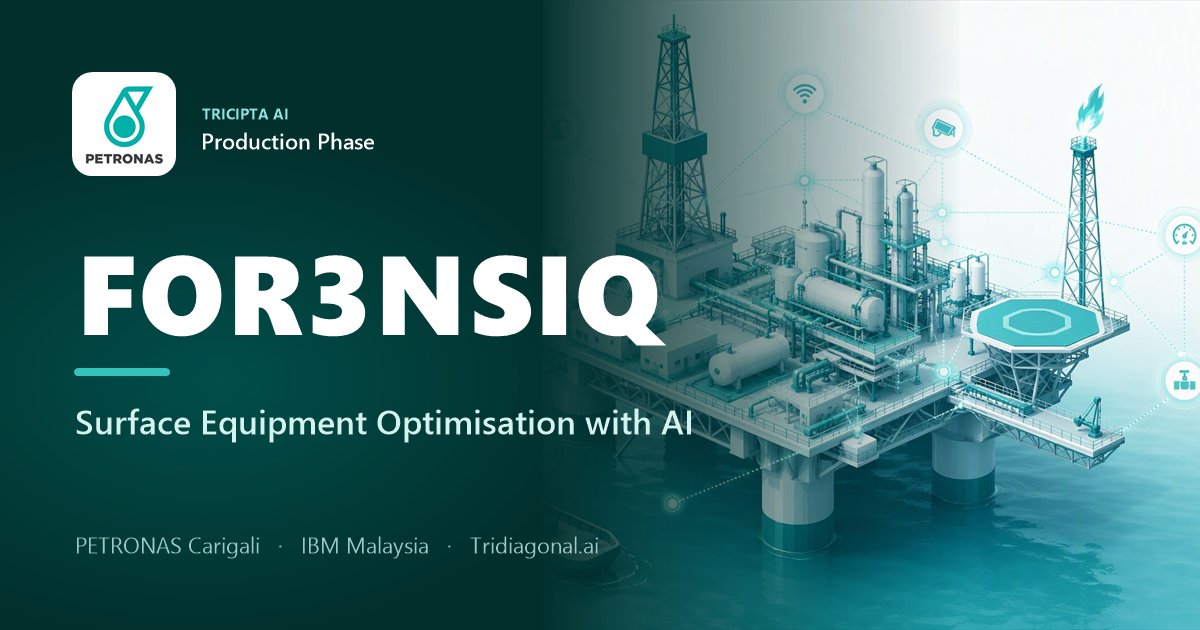 PETRONAS
TRICIPTA AI
Production Phase
FOR3NSIQ
Surface Equipment Optimisation with AI
PETRONAS Carigali · IBM Malaysia · Tridiagonal.ai